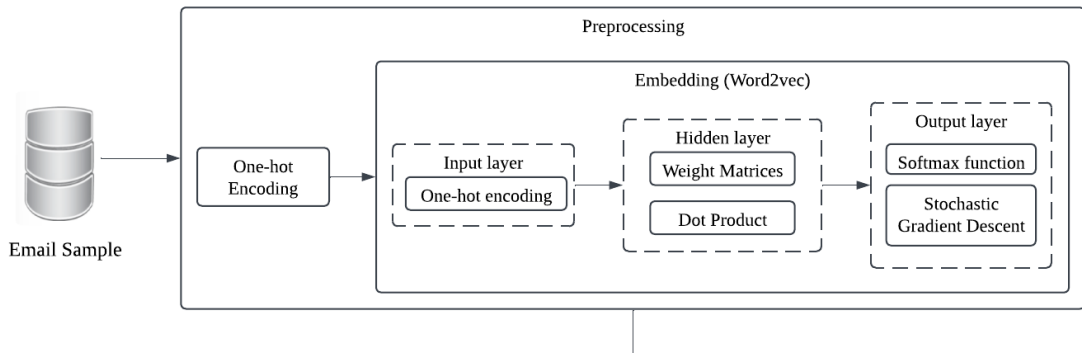 Preprocessing
Embedding (Word2vec)
Email Sample
One-hot
Encoding
Input layer
One-hot encoding
Hidden layer
Weight Matrices
Dot Product
Output layer
Softmax function
Stochastic
Gradient Descent